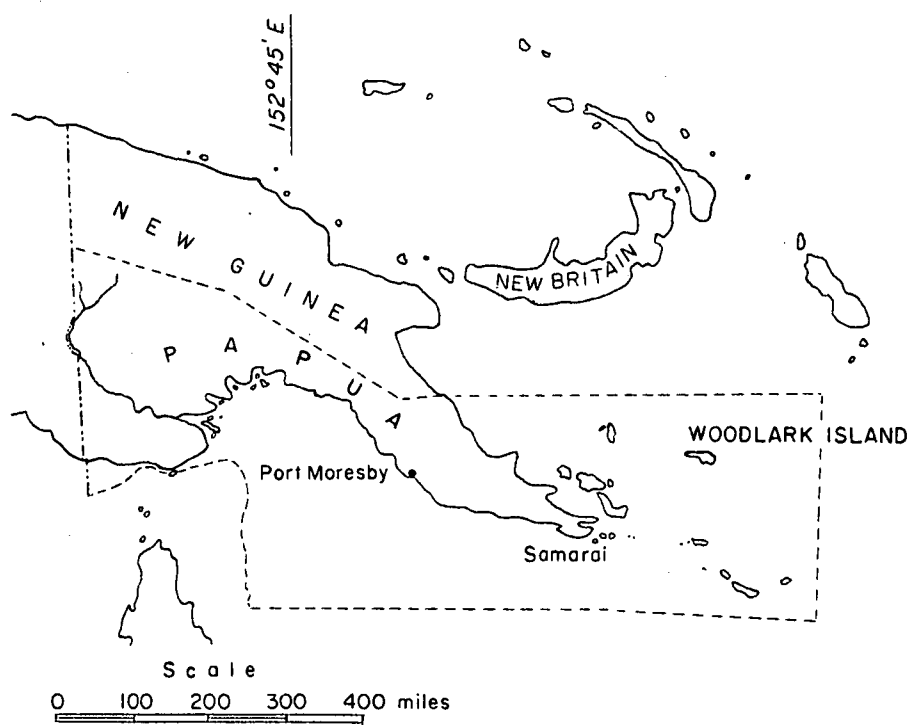 152°45' E
NEW GUINEA
NEW BRITAIN
PAPUA
WOODLARK ISLAND
Port Moresby
Samarai
Scale
0 100 200 300 400 miles